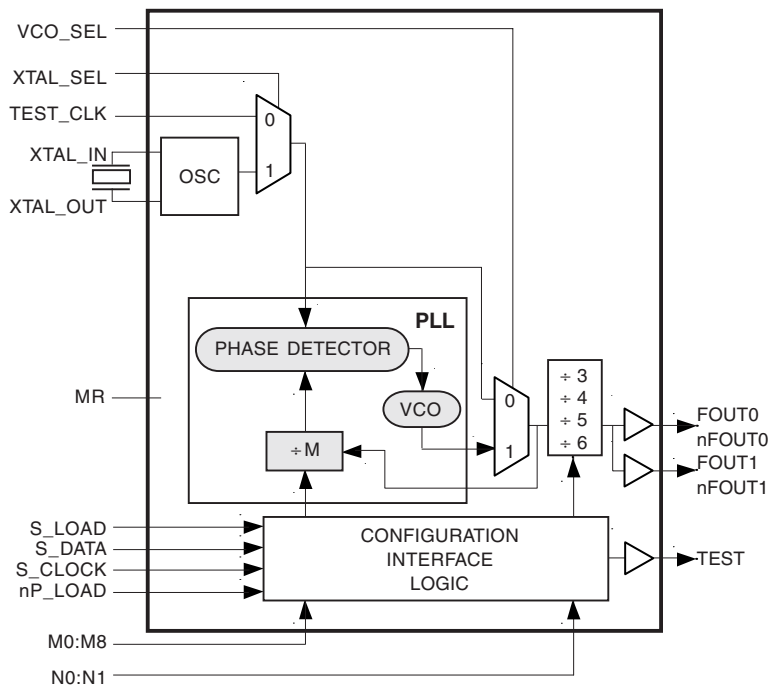 VCO_SEL
XTAL_SEL
TEST_CLK
0
XTAL_IN
OSC
1
XTAL_OUT
PLL
PHASE DETECTOR
MR
VCO
0
1
÷ 3
÷ 4
÷ 5
÷ 6
FOUT0
nFOUT0
FOUT1
nFOUT1
÷M
S_LOAD
S_DATA
S_CLOCK
nP_LOAD
CONFIGURATION
INTERFACE
LOGIC
TEST
M0:M8
N0:N1